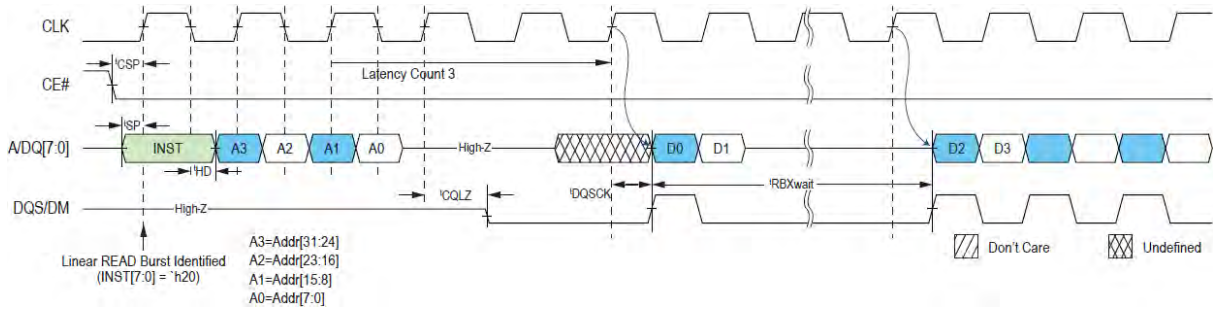 CLK
tCSP
Latency Count 3
CE#
tSP
A/DQ[7:0]
INST
A3
A2
A1
A0
High-Z
D0
D1
D2
D3
tHD
tCQLZ
tDQSCK
tRBXwait
DQS/DM
High-Z
Linear READ Burst Identified
(INST[7:0] = `h20)
A3=Addr[31:24]
A2=Addr[23:16]
A1=Addr[15:8]
A0=Addr[7:0]
Don't Care
Undefined